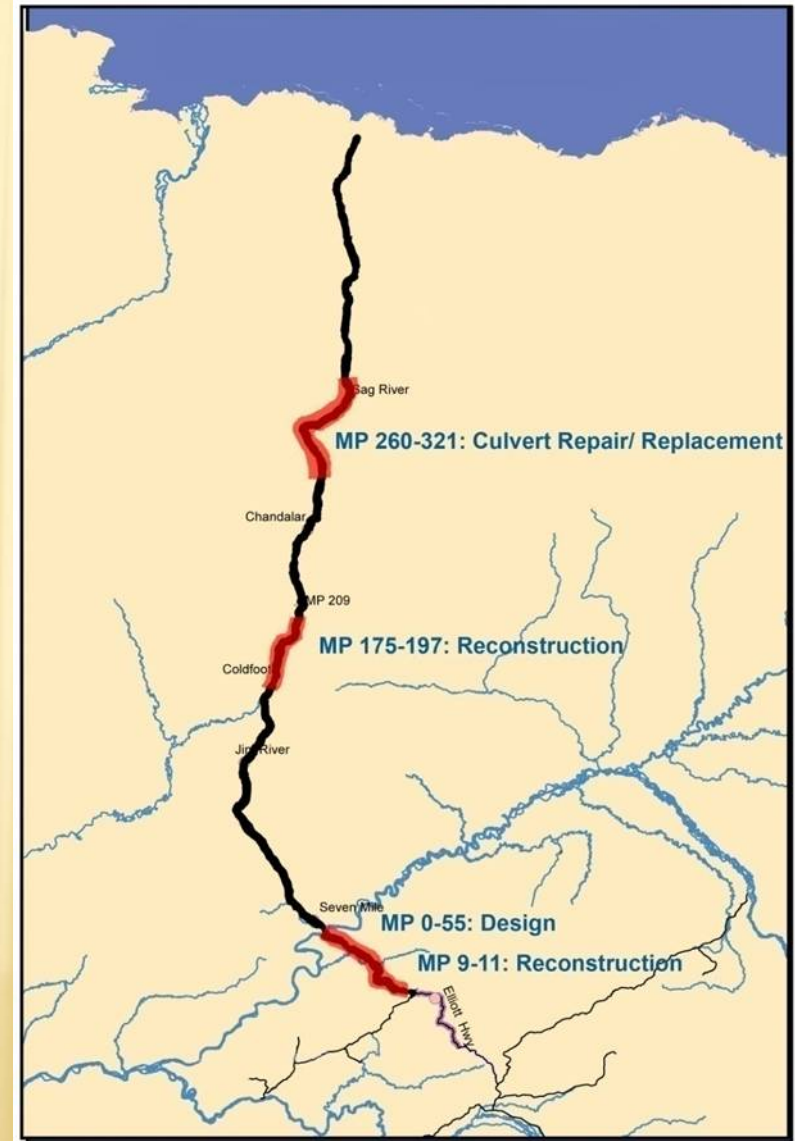 Sag River
MP 260-321: Culvert Repair/ Replacement
Chandalar
MP 209
MP 175-197: Reconstruction
Coldfoot
Jim River
Seven Mile
MP 0-55: Design
MP 9-11: Reconstruction
Elliott Hwy